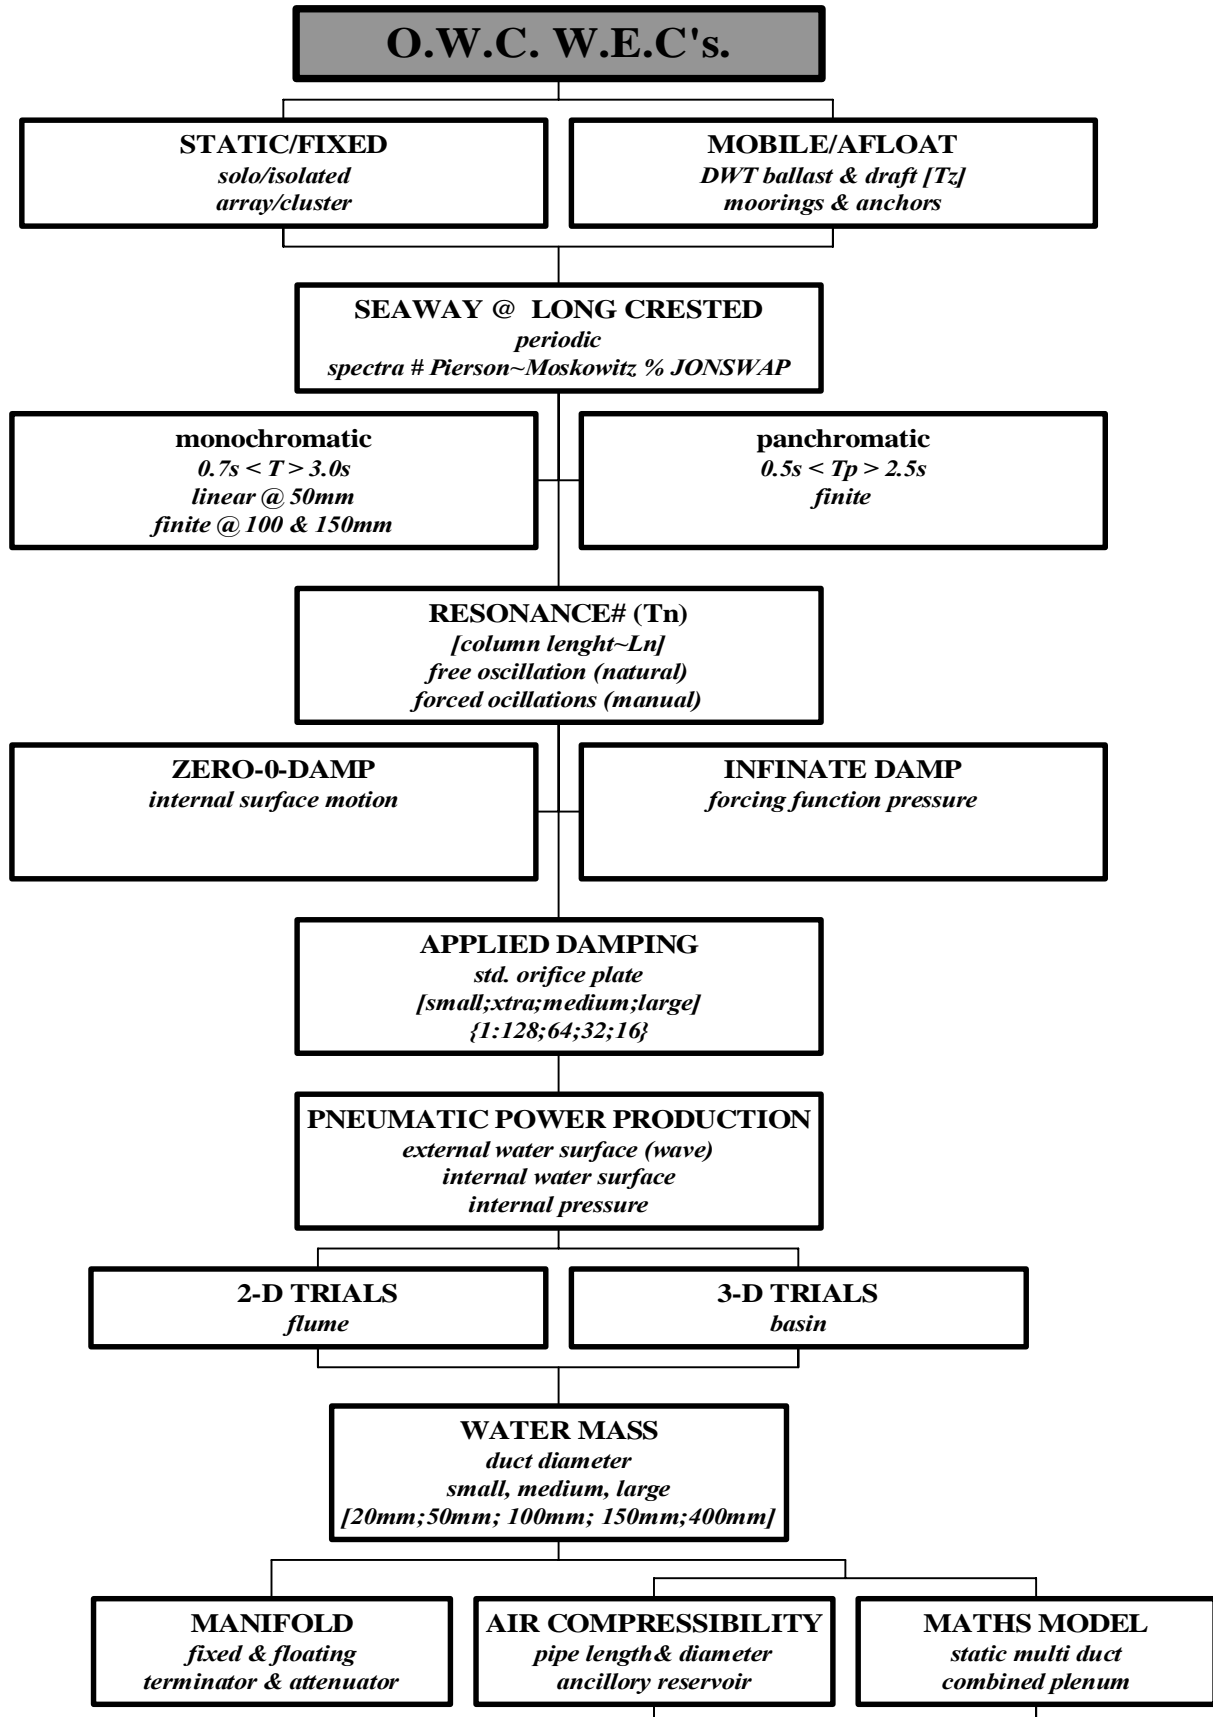 O.W.C. W.E.C's.
STATIC/FIXED
solo/isolated
array/cluster
MOBILE/AFLOAT
DWT ballast & draft [Tz]
moorings & anchors
SEAWAY @ LONG CRESTED
periodic
spectra # Pierson~Moskowitz % JONSWAP
monochromatic
0.7s < T > 3.0s
linear @ 50mm
finite @ 100 & 150mm
panchromatic
0.5s < Tp > 2.5s
finite
RESONANCE# (Tn)
[column lenght~Ln]
free oscillation (natural)
forced ocillations (manual)
ZERO-0-DAMP
internal surface motion
INFINATE DAMP
forcing function pressure
APPLIED DAMPING
std. orifice plate
[small;xtra;medium;large]
{1:128;64;32;16}
PNEUMATIC POWER PRODUCTION
external water surface (wave)
internal water surface
internal pressure
2-D TRIALS
flume
3-D TRIALS
basin
WATER MASS
duct diameter
small, medium, large
[20mm;50mm; 100mm; 150mm;400mm]
MANIFOLD
fixed & floating
terminator & attenuator
AIR COMPRESSIBILITY
pipe length& diameter
ancillory reservoir
MATHS MODEL
static multi duct
combined plenum